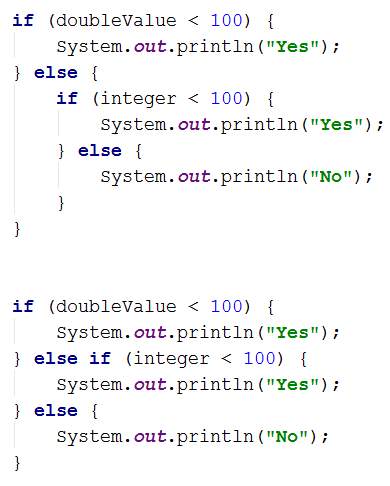 if (doubleValue < 100) {
    System.out.println("Yes");
} else {
    if (integer < 100) {
        System.out.println("Yes");
    } else {
        System.out.println("No");
    }
}
if (doubleValue < 100) {
    System.out.println("Yes");
} else if (integer < 100) {
    System.out.println("Yes");
} else {
    System.out.println("No");
}